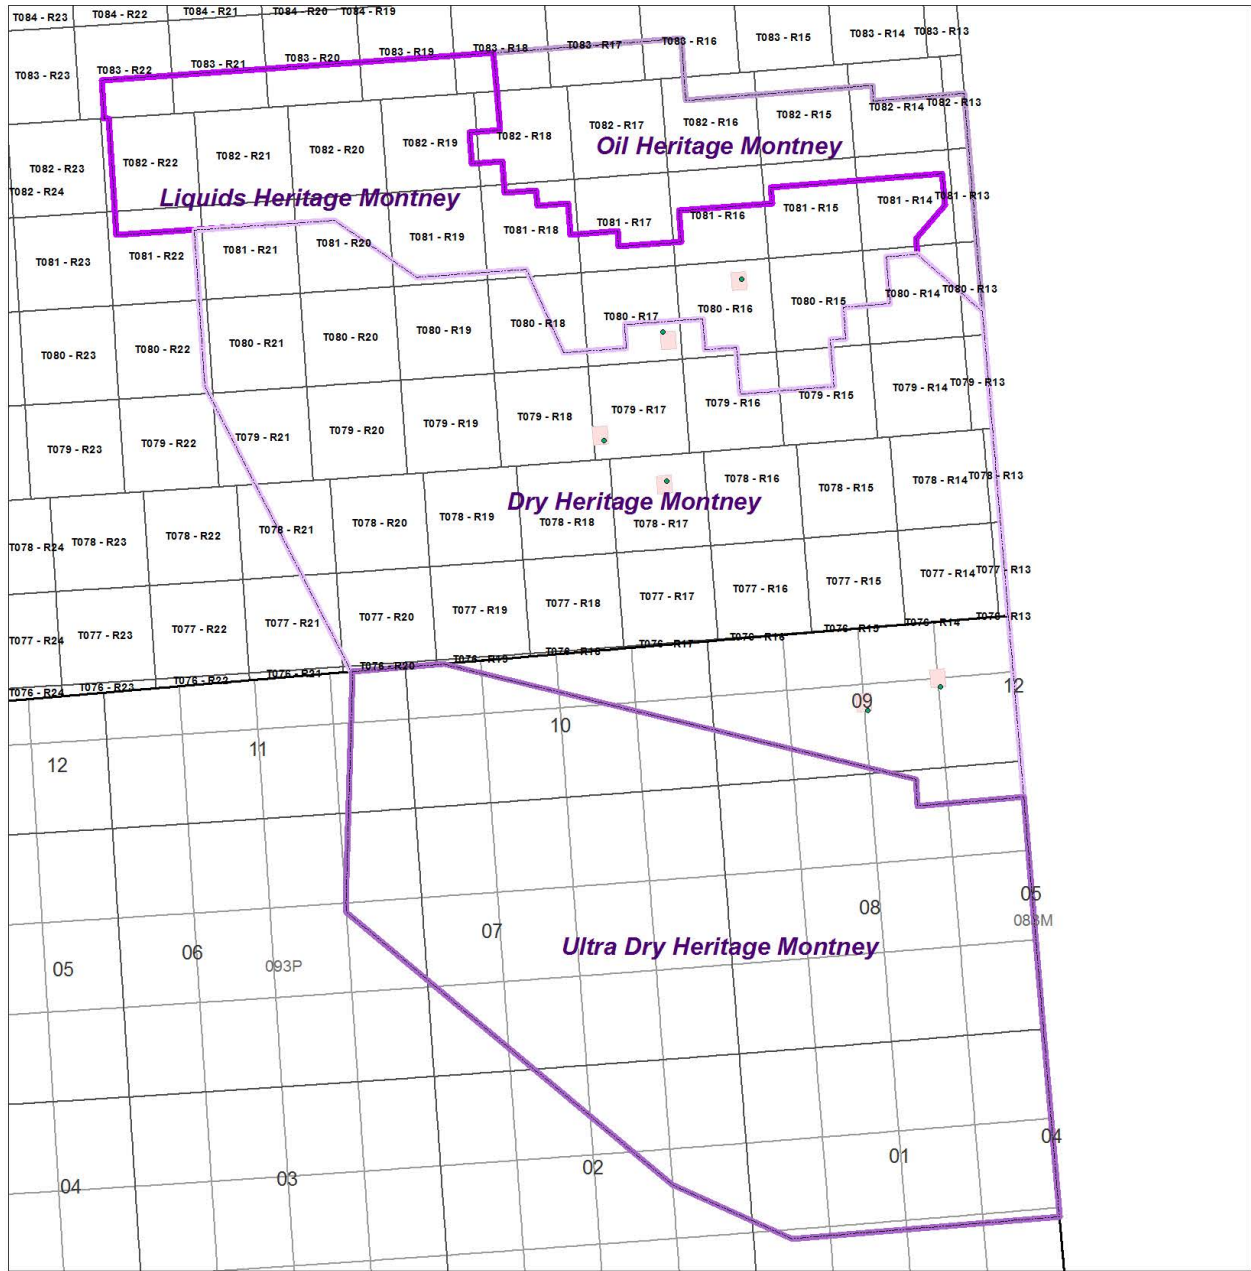 T084 - R23 T084 - R22 T084 - R21 T084 - R20 T084 - R19
T083 - R23 T083 - R22 T083 - R21 T083 - R20 T083 - R19 T083 - R18 T083 - R17 T083 - R16 T083 - R15 T083 - R14 T083 - R13
T082 - R24 T082 - R23 T082 - R22 T082 - R21 T082 - R20 T082 - R19 T082 - R18 T082 - R17 T082 - R16 T082 - R15 T082 - R14 T082 - R13
Oil Heritage Montney
Liquids Heritage Montney
T081 - R23 T081 - R22 T081 - R21 T081 - R20 T081 - R19 T081 - R18 T081 - R17 T081 - R16 T081 - R15 T081 - R14 T081 - R13
T080 - R23 T080 - R22 T080 - R21 T080 - R20 T080 - R19 T080 - R18 T080 - R17 T080 - R16 T080 - R15 T080 - R14 T080 - R13
T079 - R23 T079 - R22 T079 - R21 T079 - R20 T079 - R19 T079 - R18 T079 - R17 T079 - R16 T079 - R15 T079 - R14 T079 - R13
Dry Heritage Montney
T078 - R24 T078 - R23 T078 - R22 T078 - R21 T078 - R20 T078 - R19 T078 - R18 T078 - R17 T078 - R16 T078 - R15 T078 - R14 T078 - R13
T077 - R24 T077 - R23 T077 - R22 T077 - R21 T077 - R20 T077 - R19 T077 - R18 T077 - R17 T077 - R16 T077 - R15 T077 - R14 T077 - R13
T076 - R24 T076 - R23 T076 - R22 T076 - R21 T076 - R20 T076 - R19 T076 - R18 T076 - R17 T076 - R16 T076 - R15 T076 - R14 T076 - R13
12 11 10 09 12
05 06 07 08 05
093P 083M
Ultra Dry Heritage Montney
04 03 02 01 04